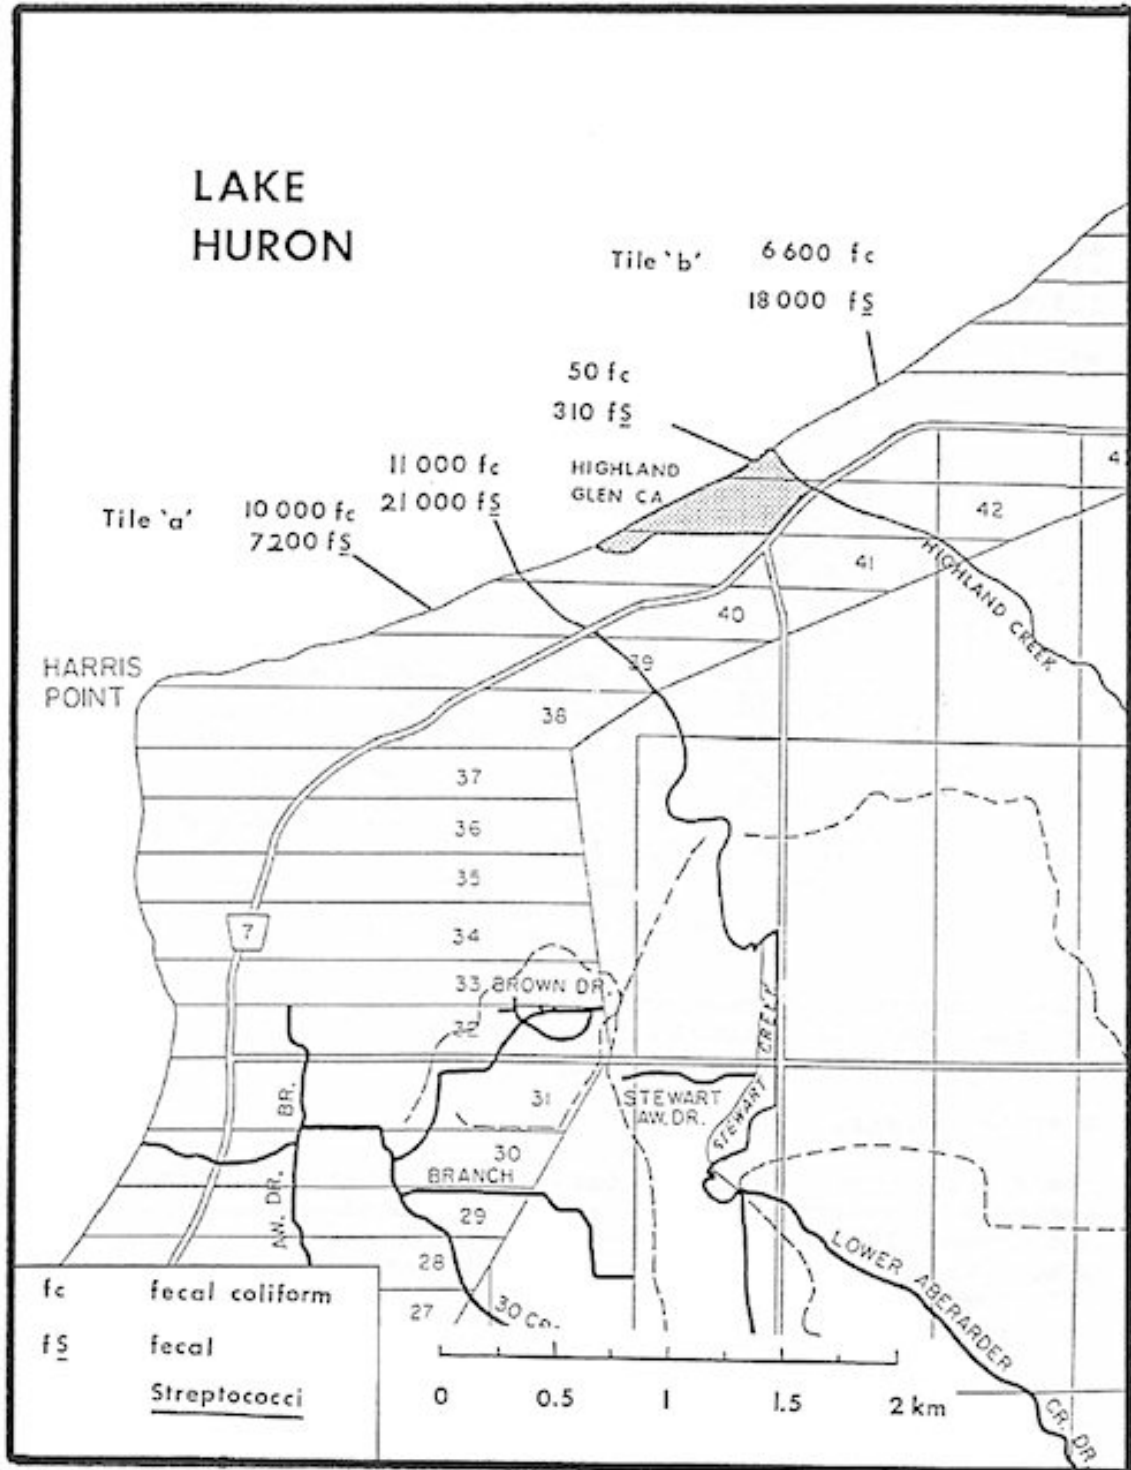 LAKE
HURON
Tile 'b' 6600 fc
18000 fS
50 fc
310 fS
11 000 fc
21 000 fS
HIGHLAND
GLEN CA
Tile 'a' 10 000 fc
7200 fS
HARRIS
POINT
42
41
40
39
38
37
36
35
34
33
32
31
30
29
28
27
7
HIGHLAND CREEK
BROWN DR.
STEWART CREEK
STEWART
AW. DR.
BR.
AW. DR.
BRANCH
30 Co.
LOWER ABERARDER CR. DR.
fc fecal coliform
fS fecal
Streptococci
0 0.5 1 1.5 2 km